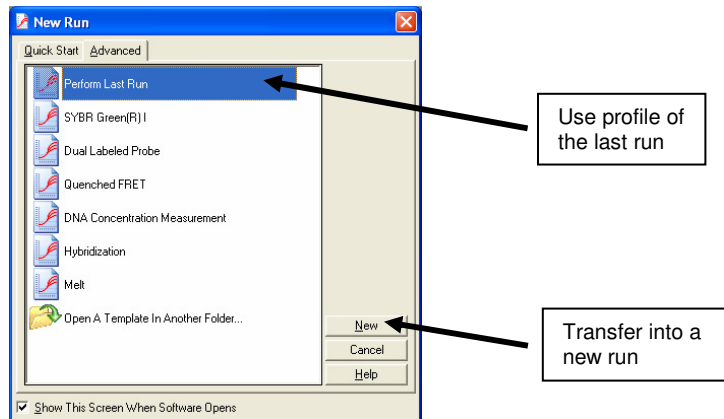 New Run
Quick Start Advanced
Perform Last Run
SYBR Green(R) I
Dual Labeled Probe
Quenched FRET
DNA Concentration Measurement
Hybridization
Melt
Open A Template In Another Folder...
New
Cancel
Help
Show This Screen When Software Opens
Use profile of
the last run
Transfer into a
new run